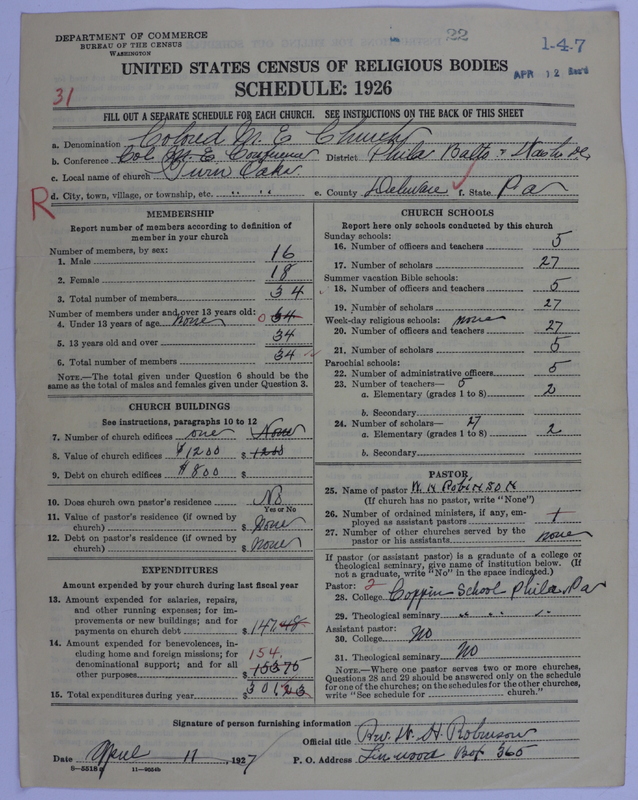 DEPARTMENT OF COMMERCE
BUREAU OF THE CENSUS
WASHINGTON
22
1-4-7
APR 12 Rec'd
UNITED STATES CENSUS OF RELIGIOUS BODIES
SCHEDULE: 1926
31
FILL OUT A SEPARATE SCHEDULE FOR EACH CHURCH. SEE INSTRUCTIONS ON THE BACK OF THIS SHEET
a. Denomination Colored M. E Church
b. Conference Col M. E Conference District Phila Balto & Wash
c. Local name of church Twin Oaks
R
d. City, town, village, or township, etc. " " " e. County Delaware f. State Pa
MEMBERSHIP
Report number of members according to definition of member in your church
Number of members, by sex:
1. Male 16
2. Female 18
3. Total number of members 34
Number of members under and over 13 years old:
4. Under 13 years of age none 0 34
5. 13 years old and over 34
6. Total number of members 34
NOTE.—The total given under Question 6 should be the same as the total of males and females given under Question 3.
CHURCH BUILDINGS
See instructions, paragraphs 10 to 12
7. Number of church edifices one None
8. Value of church edifices $1200 $ 1200
9. Debt on church edifices $800 $
10. Does church own pastor's residence No
Yes or No
11. Value of pastor's residence (if owned by church) $ None
12. Debt on pastor's residence (if owned by church) $ None
EXPENDITURES
Amount expended by your church during last fiscal year
13. Amount expended for salaries, repairs, and other running expenses; for improvements or new buildings; and for payments on church debt $ 147.48
14. Amount expended for benevolences, including home and foreign missions; for denominational support; and for all other purposes 154. $ 153.75
15. Total expenditures during year $ 301.23
CHURCH SCHOOLS
Report here only schools conducted by this church
Sunday schools:
16. Number of officers and teachers 5
17. Number of scholars 27
Summer vacation Bible schools:
18. Number of officers and teachers 5
19. Number of scholars 27
Week-day religious schools: none
20. Number of officers and teachers 27
21. Number of scholars 5
Parochial schools:
22. Number of administrative officers 5
23. Number of teachers— 5
a. Elementary (grades 1 to 8) 2
b. Secondary
24. Number of scholars— 27
a. Elementary (grades 1 to 8) 2
b. Secondary
PASTOR
25. Name of pastor W. H Robinson
(If church has no pastor, write "None")
26. Number of ordained ministers, if any, employed as assistant pastors 1
27. Number of other churches served by the pastor or his assistants none
If pastor (or assistant pastor) is a graduate of a college or theological seminary, give name of institution below. (If not a graduate, write "No" in the space indicated.)
Pastor: 2
28. College Coppin School Phila. Pa
29. Theological seminary " " "
Assistant pastor:
30. College No
31. Theological seminary No
NOTE.—Where one pastor serves two or more churches, Questions 28 and 29 should be answered only on the schedule for one of the churches; on the schedules for the other churches, write "See schedule for ........ church."
Signature of person furnishing information
Official title Rev. W. H. Robinson
Date April 11, 1927
P. O. Address Linwood Box 365
8-5518 a 11-9024b